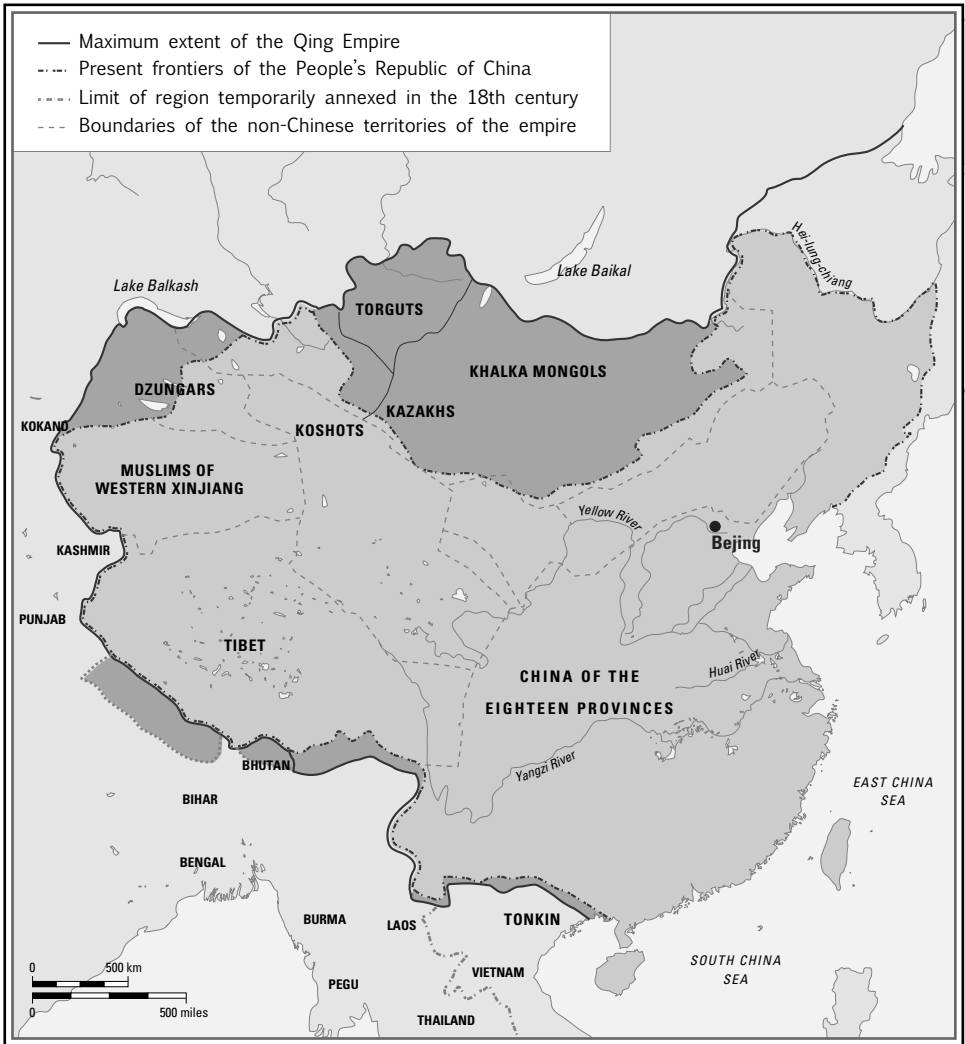 Maximum extent of the Qing Empire
Present frontiers of the People's Republic of China
Limit of region temporarily annexed in the 18th century
Boundaries of the non-Chinese territories of the empire
Hei-lung-chiang
Lake Baikal
Lake Balkash
TORGUTS
KHALKA MONGOLS
DZUNGARS
KAZAKHS
KOKAND
KOSHOTS
MUSLIMS OF
WESTERN XINJIANG
Yellow River
Bejing
KASHMIR
PUNJAB
TIBET
Huai River
CHINA OF THE
EIGHTEEN PROVINCES
BHUTAN
Yangzi River
EAST CHINA
SEA
BIHAR
BENGAL
BURMA
LAOS
TONKIN
SOUTH CHINA
SEA
0 500 km
VIETNAM
PEGU
0 500 miles
THAILAND